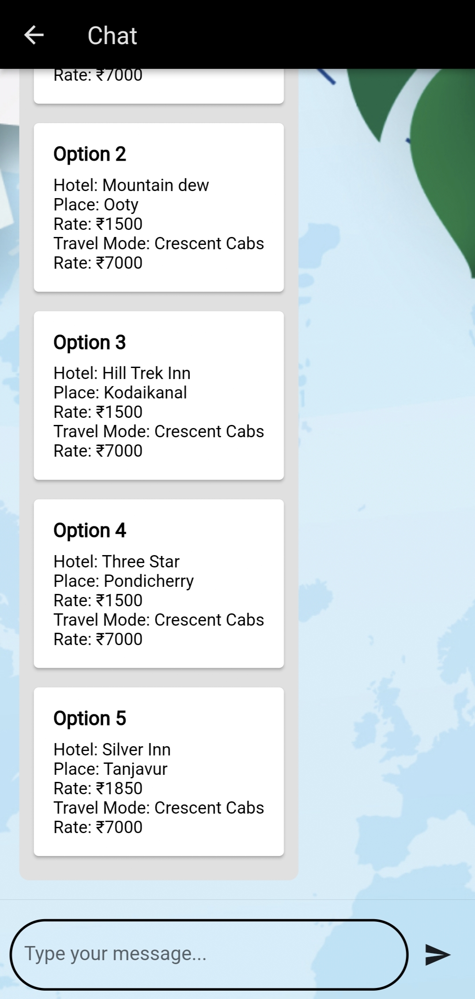 Chat
Rate: ₹7000
Option 2
Hotel: Mountain dew
Place: Ooty
Rate: ₹1500
Travel Mode: Crescent Cabs
Rate: ₹7000
Option 3
Hotel: Hill Trek Inn
Place: Kodaikanal
Rate: ₹1500
Travel Mode: Crescent Cabs
Rate: ₹7000
Option 4
Hotel: Three Star
Place: Pondicherry
Rate: ₹1500
Travel Mode: Crescent Cabs
Rate: ₹7000
Option 5
Hotel: Silver Inn
Place: Tanjavur
Rate: ₹1850
Travel Mode: Crescent Cabs
Rate: ₹7000
Type your message...